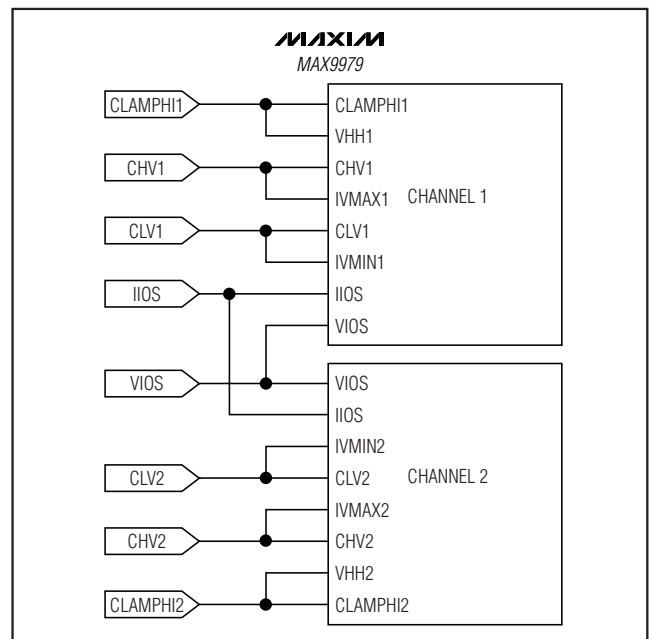 MAXIM
MAX9979
CLAMPHI1
CLAMPHI1
VHH1
CHV1
CHV1
IVMAX1
CHANNEL 1
CLV1
CLV1
IVMIN1
IIOS
IIOS
VIOS
VIOS
VIOS
IIOS
IVMIN2
CLV2
CLV2
CHANNEL 2
IVMAX2
CHV2
CHV2
VHH2
CLAMPHI2
CLAMPHI2